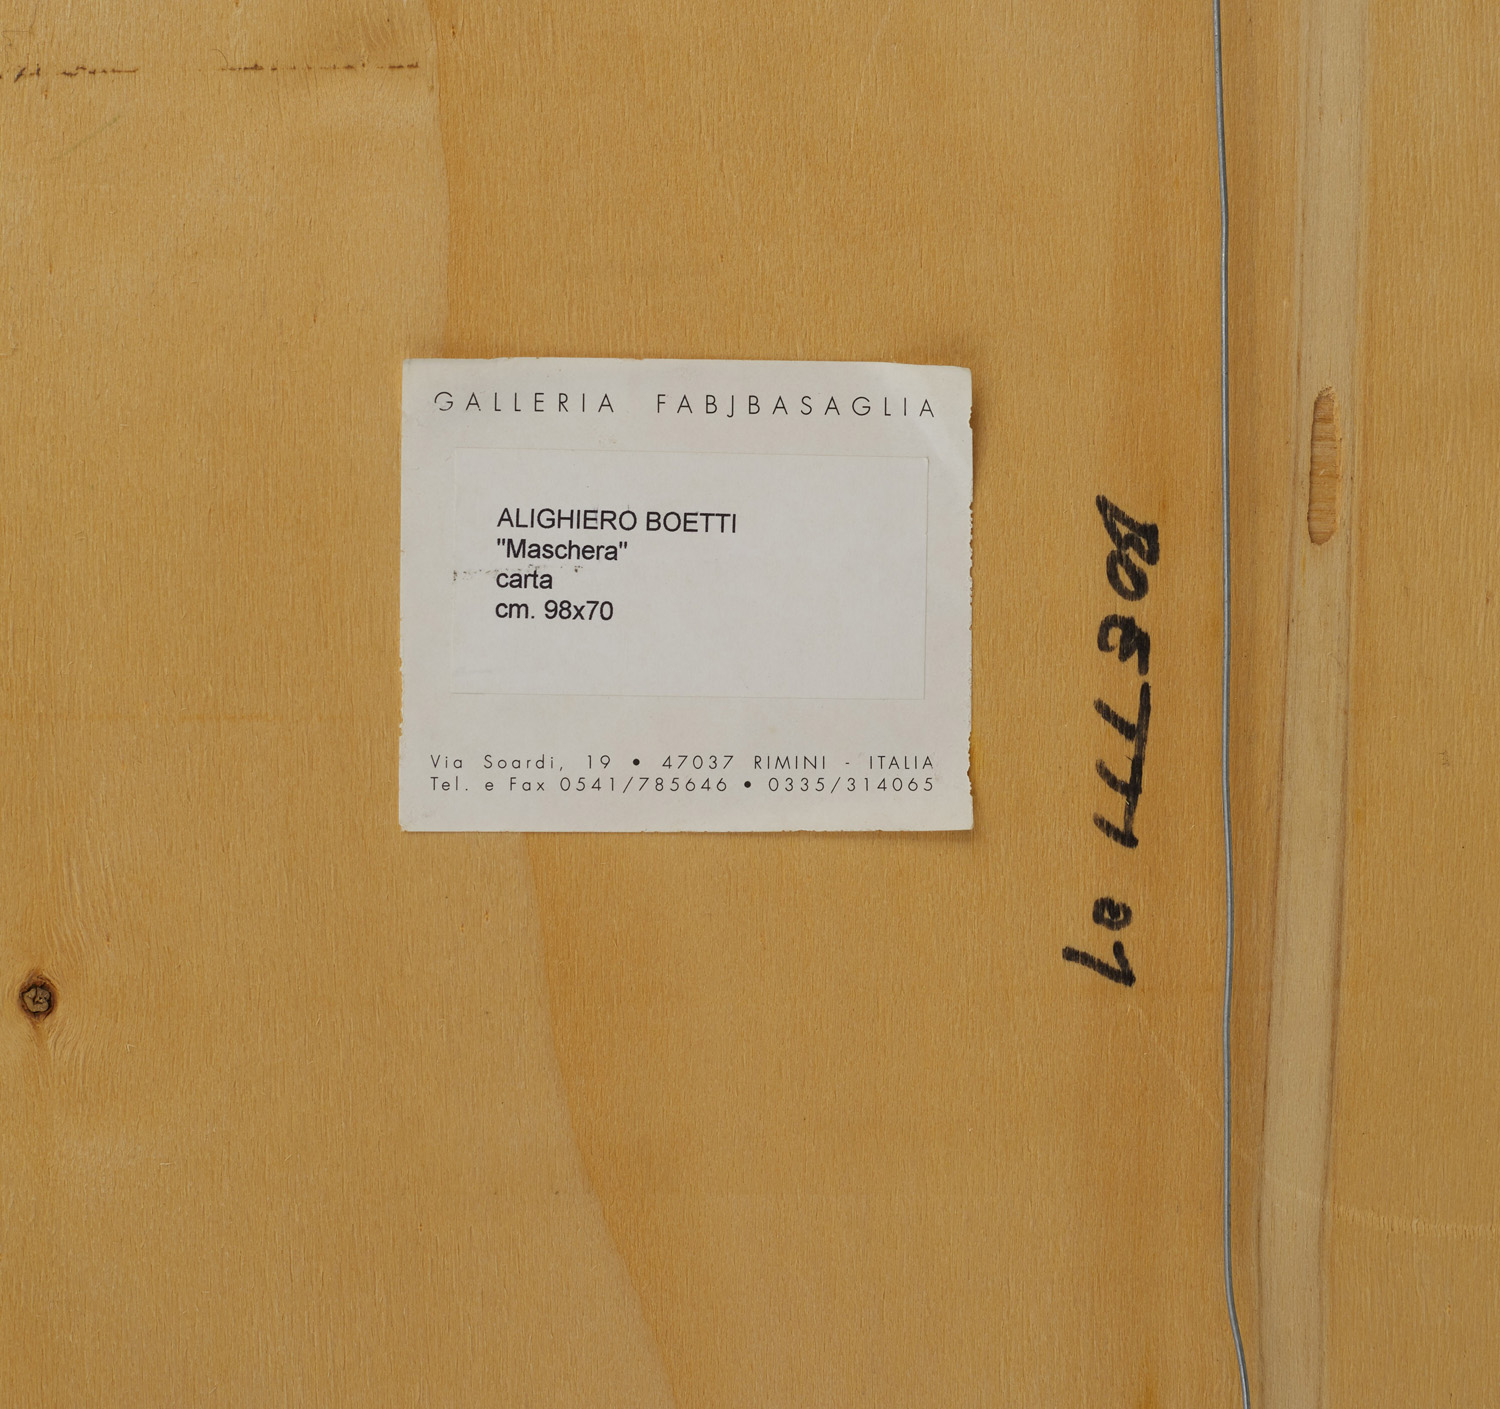 GALLERIA FABJBASAGLIA
ALIGHIERO BOETTI
"Maschera"
carta
cm. 98x70
Via Soardi, 19 • 47037 RIMINI - ITALIA
Tel. e Fax 0541/785646 • 0335/314065
BOETTI